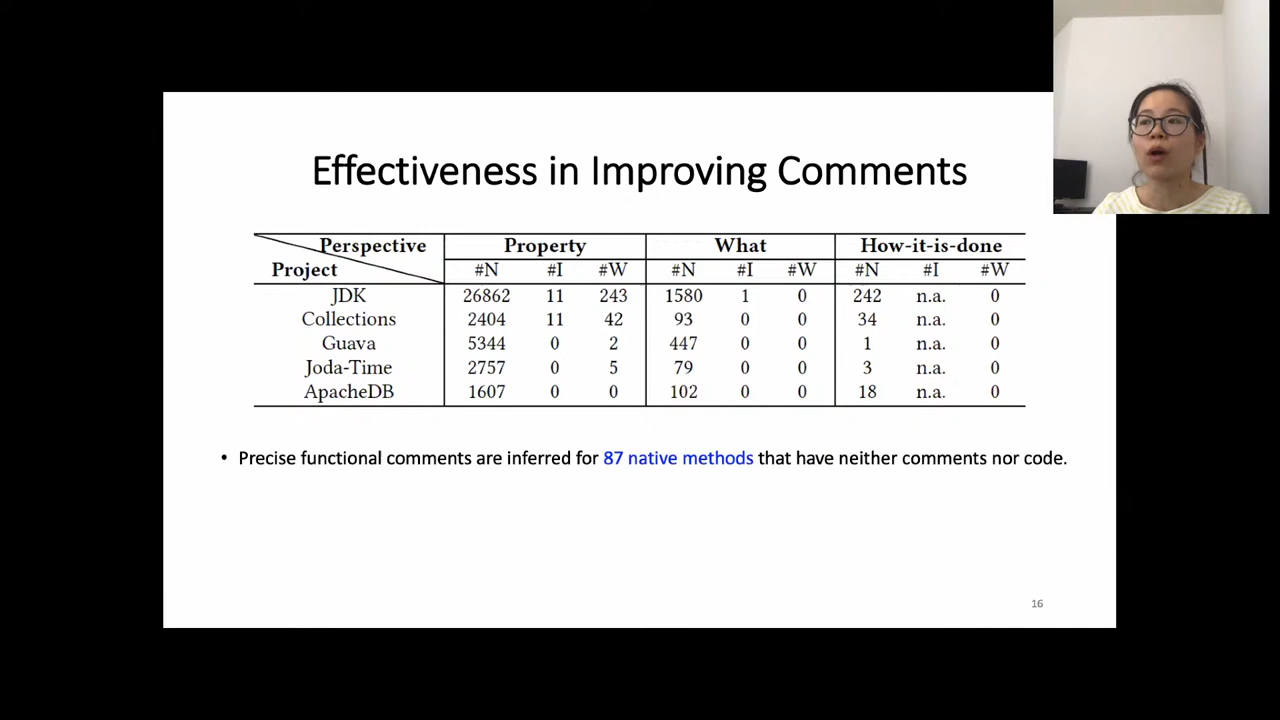 Effectiveness in Improving Comments
Perspective Property What How-it-is-done
Project #N #I #W #N #I #W #N #I #W
JDK 26862 11 243 1580 1 0 242 n.a. 0
Collections 2404 11 42 93 0 0 34 n.a. 0
Guava 5344 0 2 447 0 0 1 n.a. 0
Joda-Time 2757 0 5 79 0 0 3 n.a. 0
ApacheDB 1607 0 0 102 0 0 18 n.a. 0
• Precise functional comments are inferred for 87 native methods that have neither comments nor code.
16